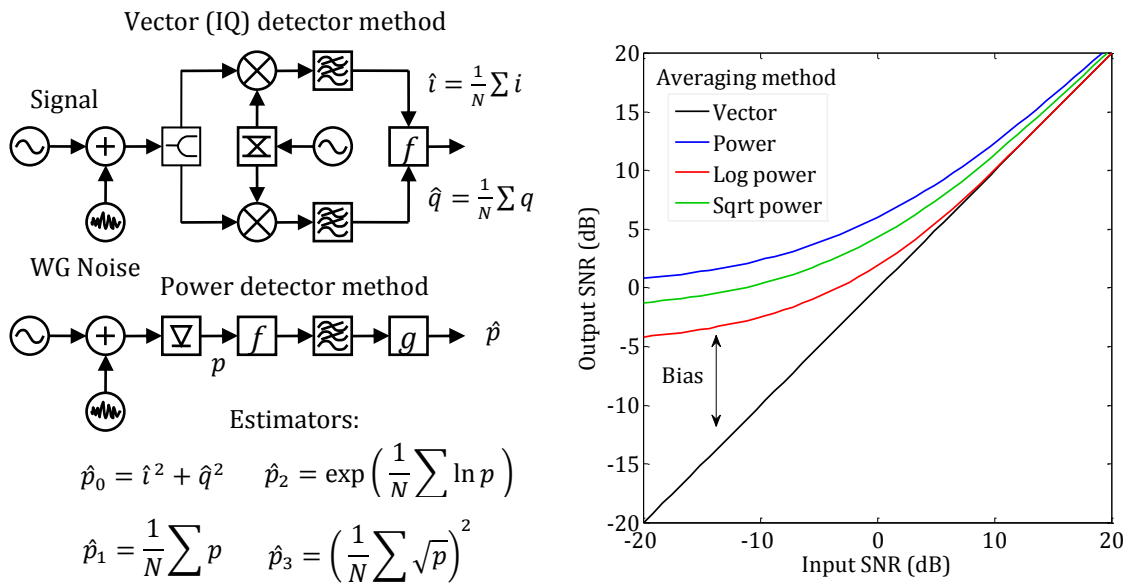 Vector (IQ) detector method
Signal
î = 1/N ∑ i
f
q̂ = 1/N ∑ q
WG Noise
Power detector method
p
f
g
p̂
Estimators:
p̂₀ = î² + q̂²
p̂₂ = exp ( 1/N ∑ ln p )
p̂₁ = 1/N ∑ p
p̂₃ = ( 1/N ∑ √p )²
Averaging method
Vector
Power
Log power
Sqrt power
Bias
Output SNR (dB)
20
15
10
5
0
-5
-10
-15
-20
-20
-10
0
10
20
Input SNR (dB)